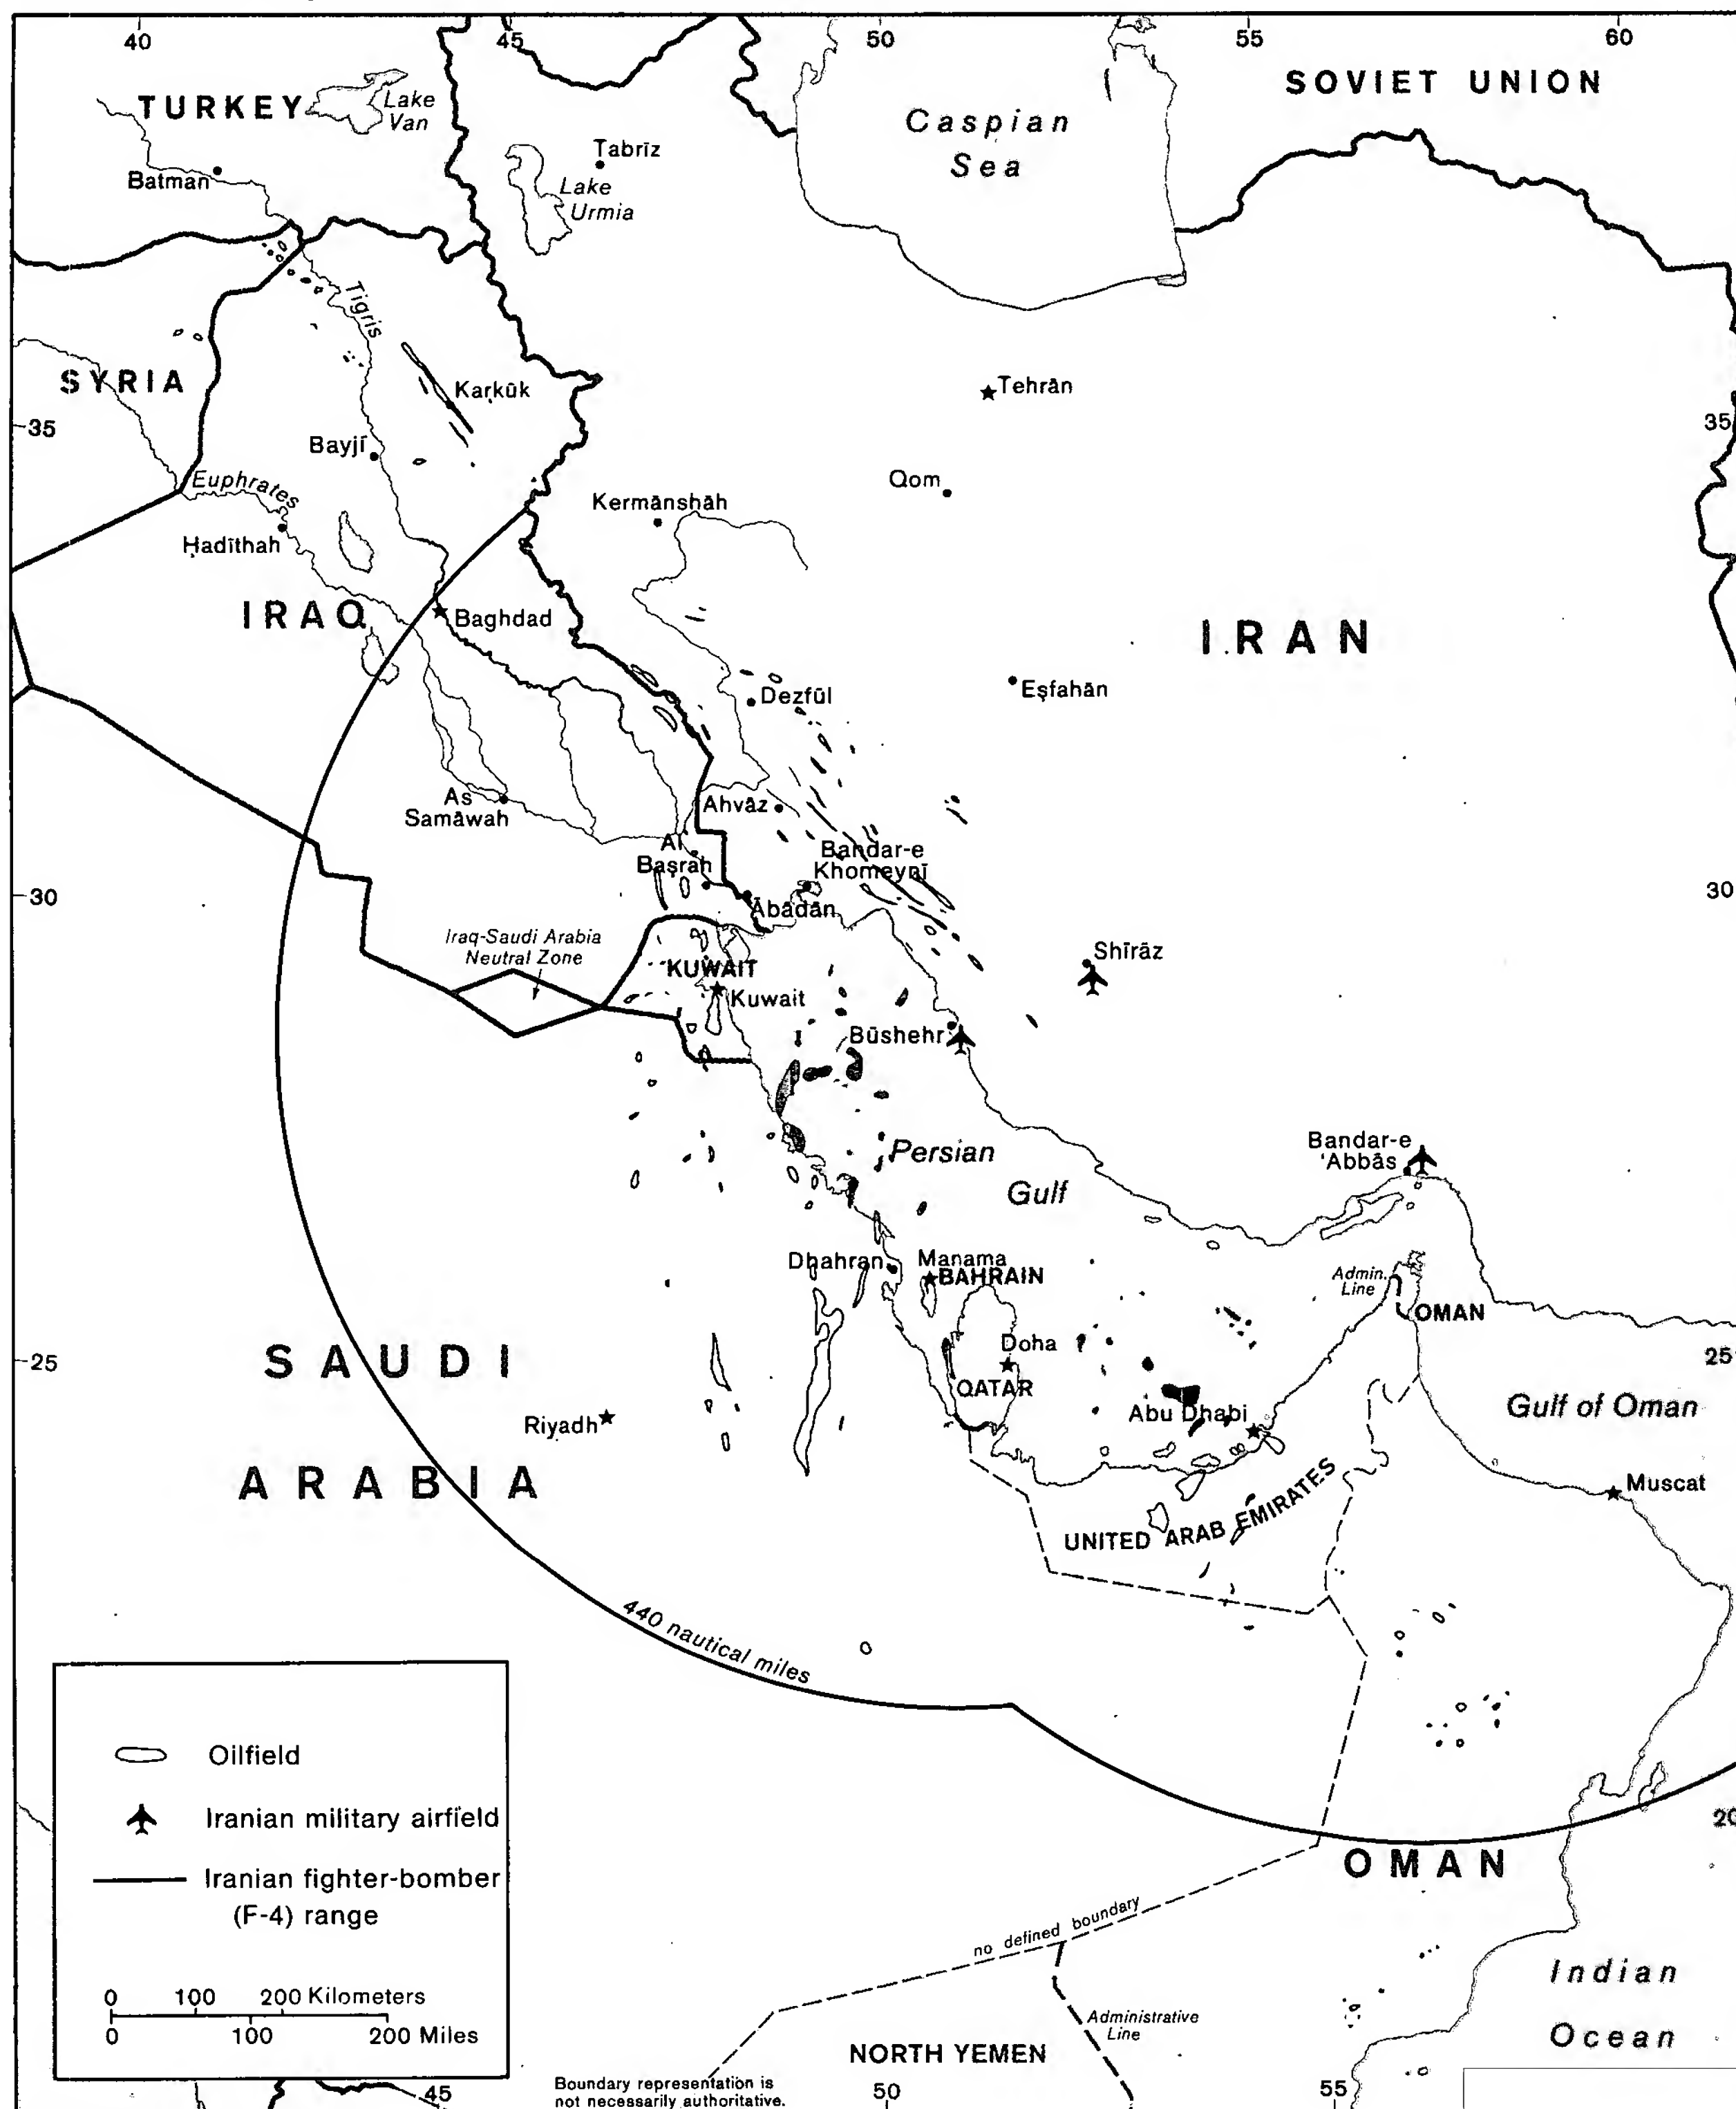 40
45
50
55
60
TURKEY
Lake
Van
SOVIET UNION
Caspian
Sea
Tabrīz
Batman
Lake
Urmia
Tigris
SYRIA
Karkūk
Tehrān
35
35
Bayjī
Euphrates
Qom
Kermānshāh
Ḥadīthah
IRAQ
Baghdad
IRAN
Dezfūl
Eşfahān
As
Samāwah
Ahvāz
Al
Başrah
Bandar-e
Khomeynī
30
30
Ābādān
Iraq-Saudi Arabia
Neutral Zone
KUWAIT
Kuwait
Shīrāz
Būshehr
Persian
Gulf
Bandar-e
'Abbās
Dhahran
Manama
BAHRAIN
Admin.
Line
OMAN
25
25
SAUDI
ARABIA
Doha
QATAR
Riyadh
Abu Dhabi
Gulf of Oman
Muscat
UNITED ARAB EMIRATES
440 nautical miles
Oilfield
Iranian military airfield
Iranian fighter-bomber
(F-4) range
0 100 200 Kilometers
0 100 200 Miles
20
OMAN
no defined boundary
Administrative
Line
Indian
Ocean
NORTH YEMEN
45
50
55
Boundary representation is
not necessarily authoritative.